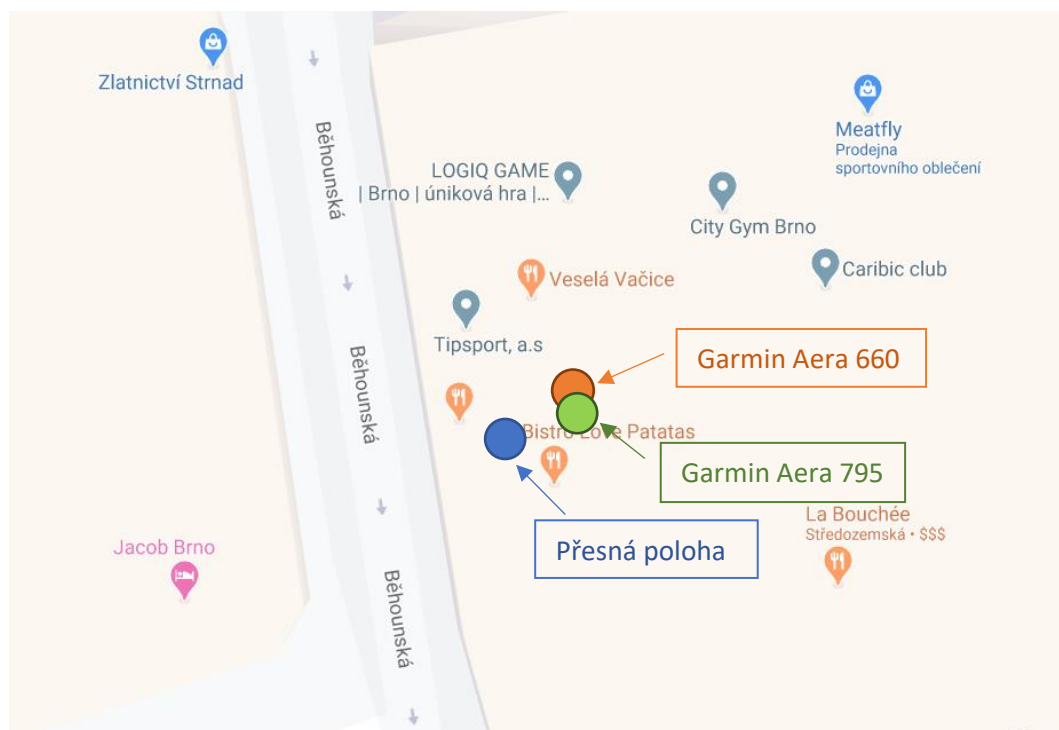 Zlatnictví Strnad
Běhounská
Meatfly
Prodejna
sportovního oblečení
LOGIQ GAME
| Brno | úniková hra |...
City Gym Brno
Caribic club
Veselá Vačice
Tipsport, a.s
Běhounská
Garmin Aera 660
Bistro Love Patatas
Garmin Aera 795
La Bouchée
Středozemská • $$$
Přesná poloha
Jacob Brno
Běhounská